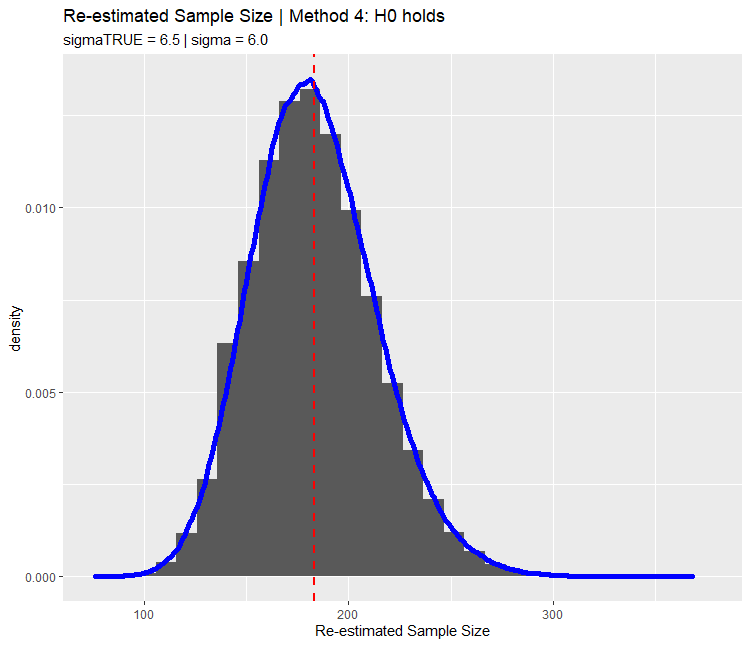 Re-estimated Sample Size | Method 4: H0 holds
sigmaTRUE = 6.5 | sigma = 6.0
density
0.010
0.005
0.000
100
200
300
Re-estimated Sample Size